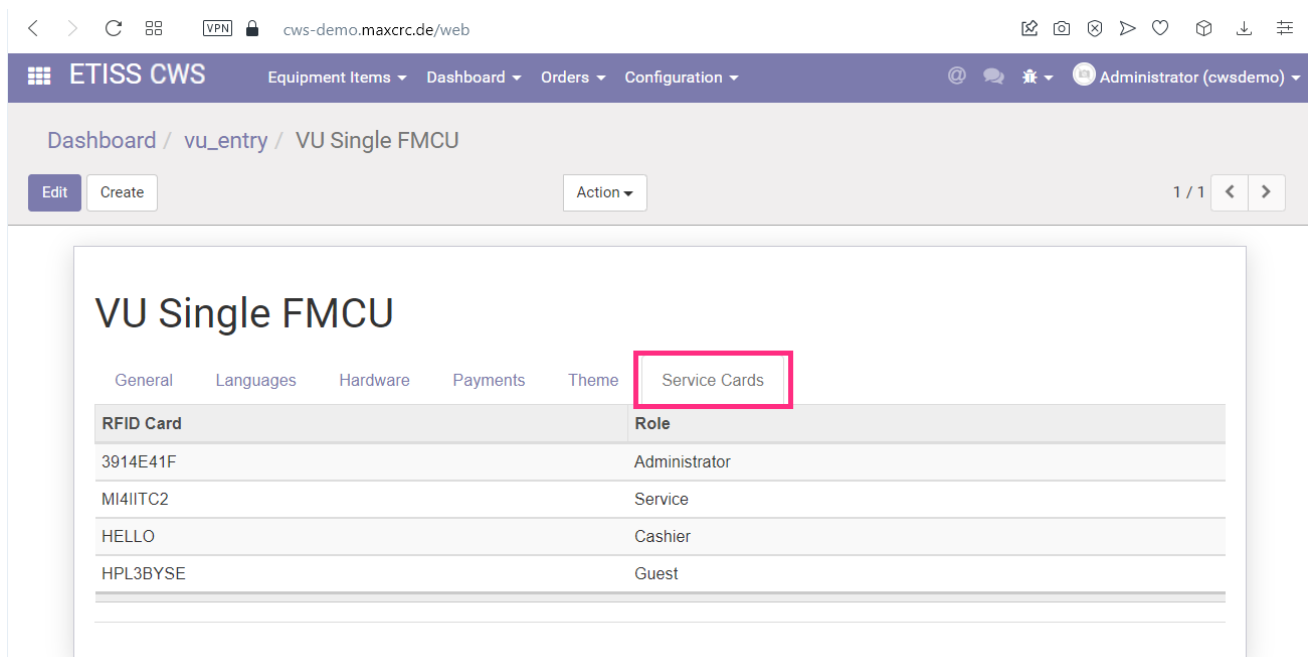 VPN cws-demo.maxcrc.de/web
ETISS CWS Equipment Items Dashboard Orders Configuration @ Administrator (cwsdemo)
Dashboard / vu_entry / VU Single FMCU
Edit Create Action 1 / 1
VU Single FMCU
General Languages Hardware Payments Theme Service Cards
RFID Card Role
3914E41F Administrator
MI4IITC2 Service
HELLO Cashier
HPL3BYSE Guest